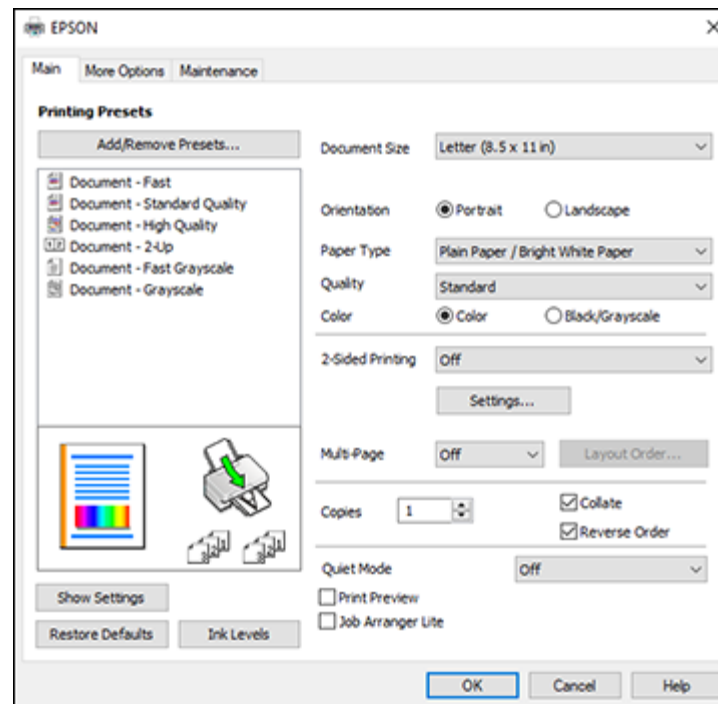 EPSON
Main More Options Maintenance
Printing Presets
Add/Remove Presets...
Document - Fast
Document - Standard Quality
Document - High Quality
Document - 2-Up
Document - Fast Grayscale
Document - Grayscale
Show Settings
Restore Defaults Ink Levels
Document Size Letter (8.5 x 11 in)
Orientation Portrait Landscape
Paper Type Plain Paper / Bright White Paper
Quality Standard
Color Color Black/Grayscale
2-Sided Printing Off
Settings...
Multi-Page Off Layout Order...
Copies 1 Collate
Reverse Order
Quiet Mode Off
Print Preview
Job Arranger Lite
OK Cancel Help